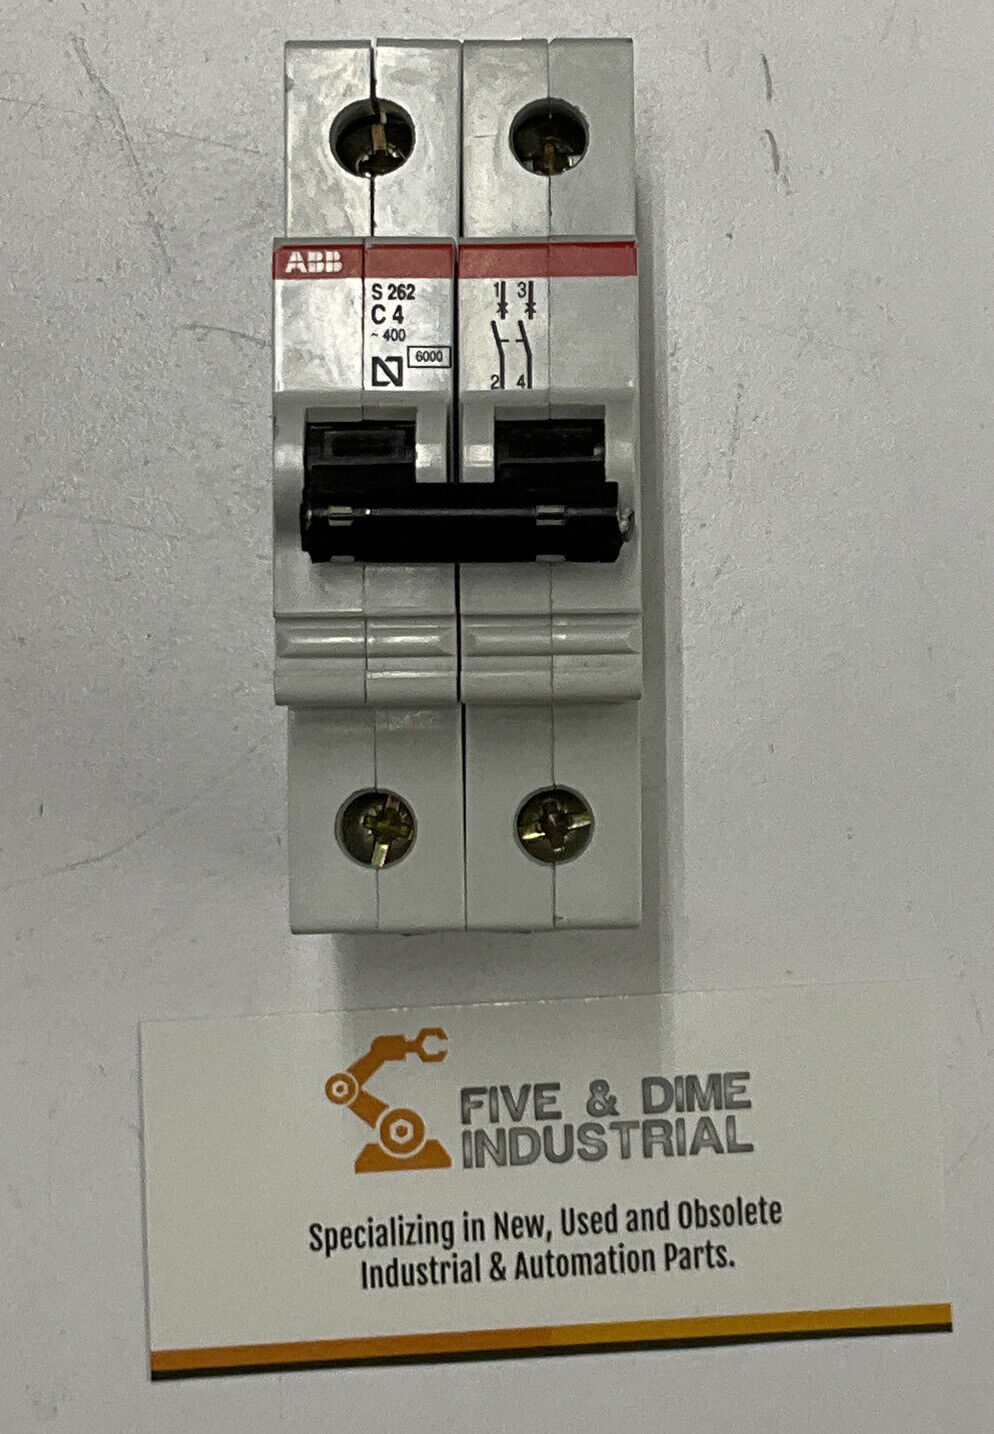 ABB
S 262
C 4
~ 400
6000
1 3
2 4
FIVE & DIME
INDUSTRIAL
Specializing in New, Used and Obsolete
Industrial & Automation Parts.